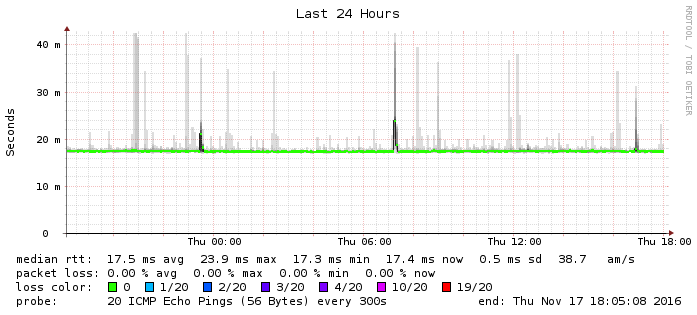 Last 24 Hours
RRDTOOL / TOBI OETIKER
Seconds
40 m
30 m
20 m
10 m
0
Thu 00:00 Thu 06:00 Thu 12:00 Thu 18:00
median rtt: 17.5 ms avg 23.9 ms max 17.3 ms min 17.4 ms now 0.5 ms sd 38.7 am/s
packet loss: 0.00 % avg 0.00 % max 0.00 % min 0.00 % now
loss color: 0 1/20 2/20 3/20 4/20 10/20 19/20
probe: 20 ICMP Echo Pings (56 Bytes) every 300s end: Thu Nov 17 18:05:08 2016